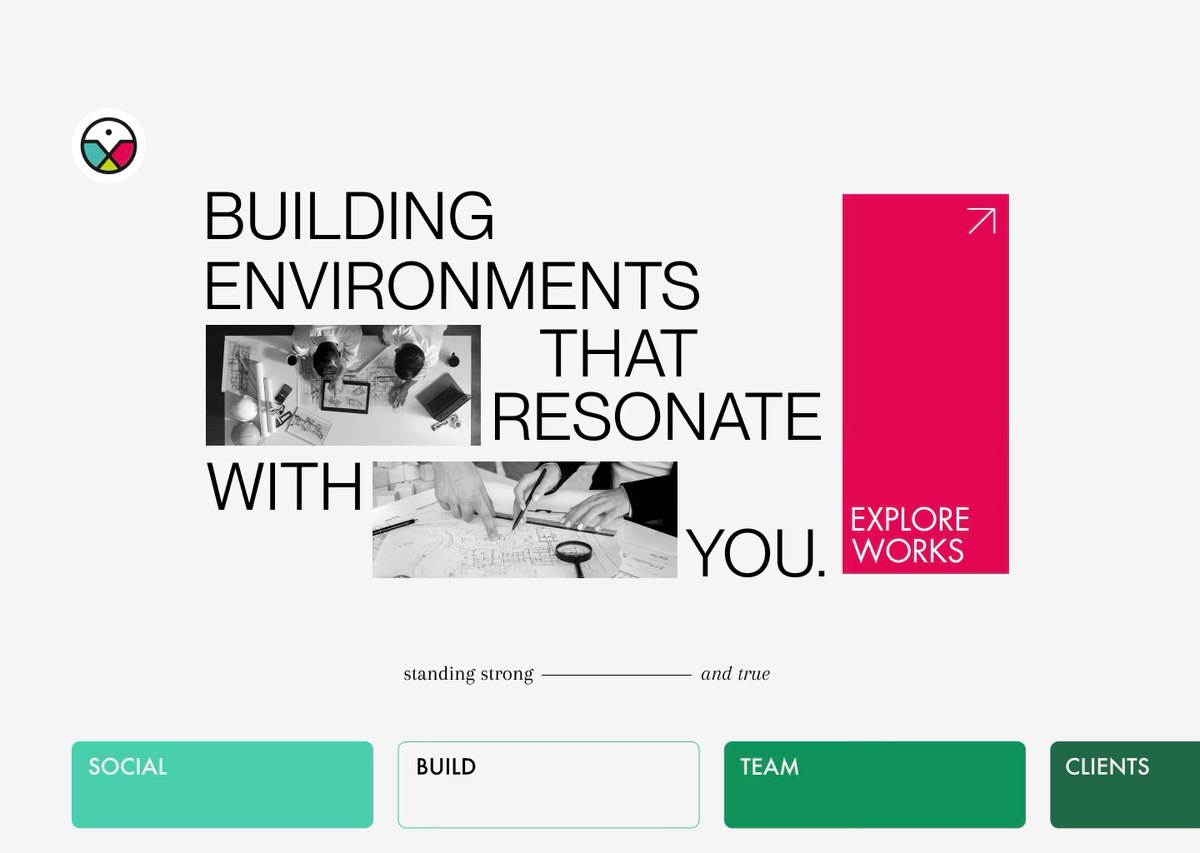 BUILDING
ENVIRONMENTS
THAT
RESONATE
WITH
YOU.
EXPLORE
WORKS
standing strong
and true
SOCIAL
BUILD
TEAM
CLIENTS